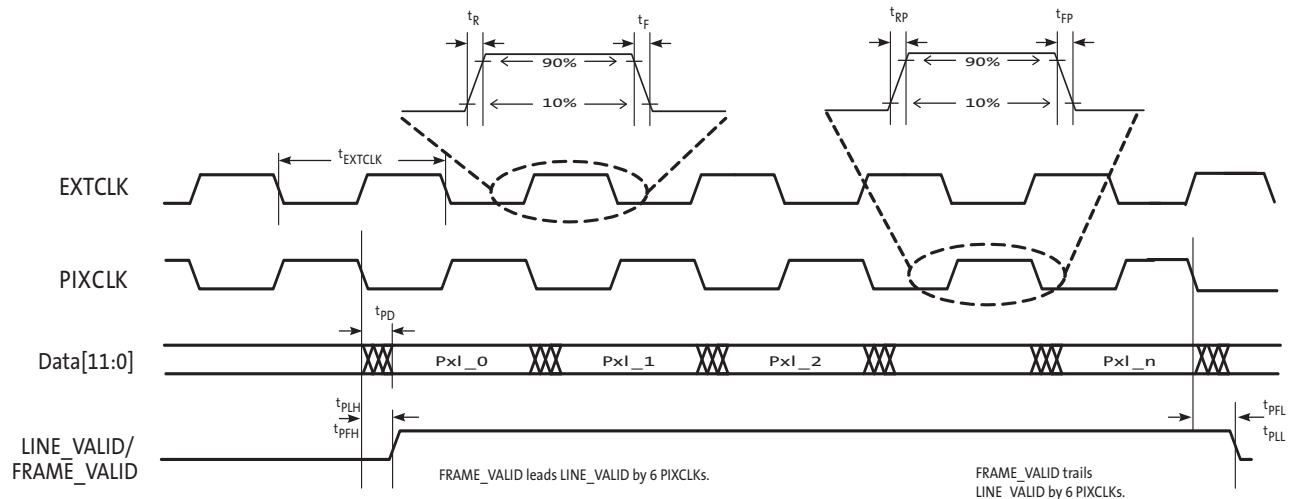 tR
tF
tRP
tFP
90%
90%
10%
10%
tEXTCLK
EXTCLK
PIXCLK
tPD
Data[11:0]
Pxl_0
Pxl_1
Pxl_2
Pxl_n
tPLH
tPFH
tPFL
tPLL
LINE_VALID/
FRAME_VALID
FRAME_VALID leads LINE_VALID by 6 PIXCLKs.
FRAME_VALID trails
LINE_VALID by 6 PIXCLKs.